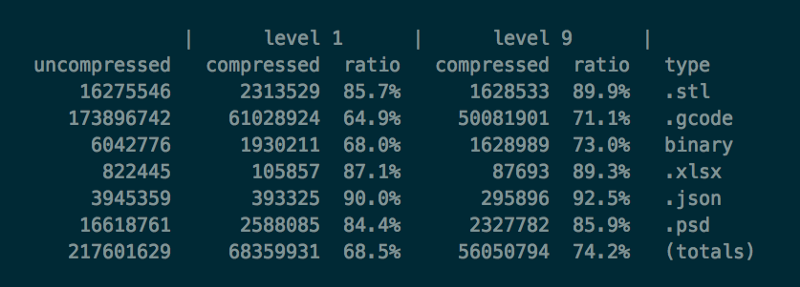 | level 1 | level 9 |
uncompressed compressed ratio compressed ratio type
16275546 2313529 85.7% 1628533 89.9% .stl
173896742 61028924 64.9% 50081901 71.1% .gcode
6042776 1930211 68.0% 1628989 73.0% binary
822445 105857 87.1% 87693 89.3% .xlsx
3945359 393325 90.0% 295896 92.5% .json
16618761 2588085 84.4% 2327782 85.9% .psd
217601629 68359931 68.5% 56050794 74.2% (totals)